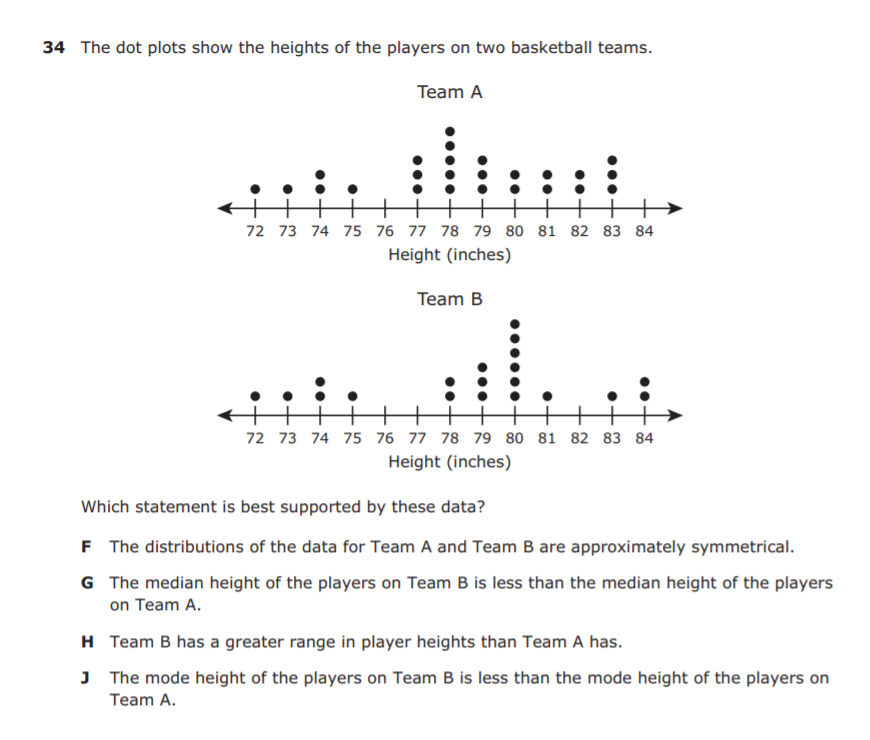 34 The dot plots show the heights of the players on two basketball teams.
Team A
72 73 74 75 76 77 78 79 80 81 82 83 84
Height (inches)
Team B
72 73 74 75 76 77 78 79 80 81 82 83 84
Height (inches)
Which statement is best supported by these data?
F The distributions of the data for Team A and Team B are approximately symmetrical.
G The median height of the players on Team B is less than the median height of the players
on Team A.
H Team B has a greater range in player heights than Team A has.
J The mode height of the players on Team B is less than the mode height of the players on
Team A.